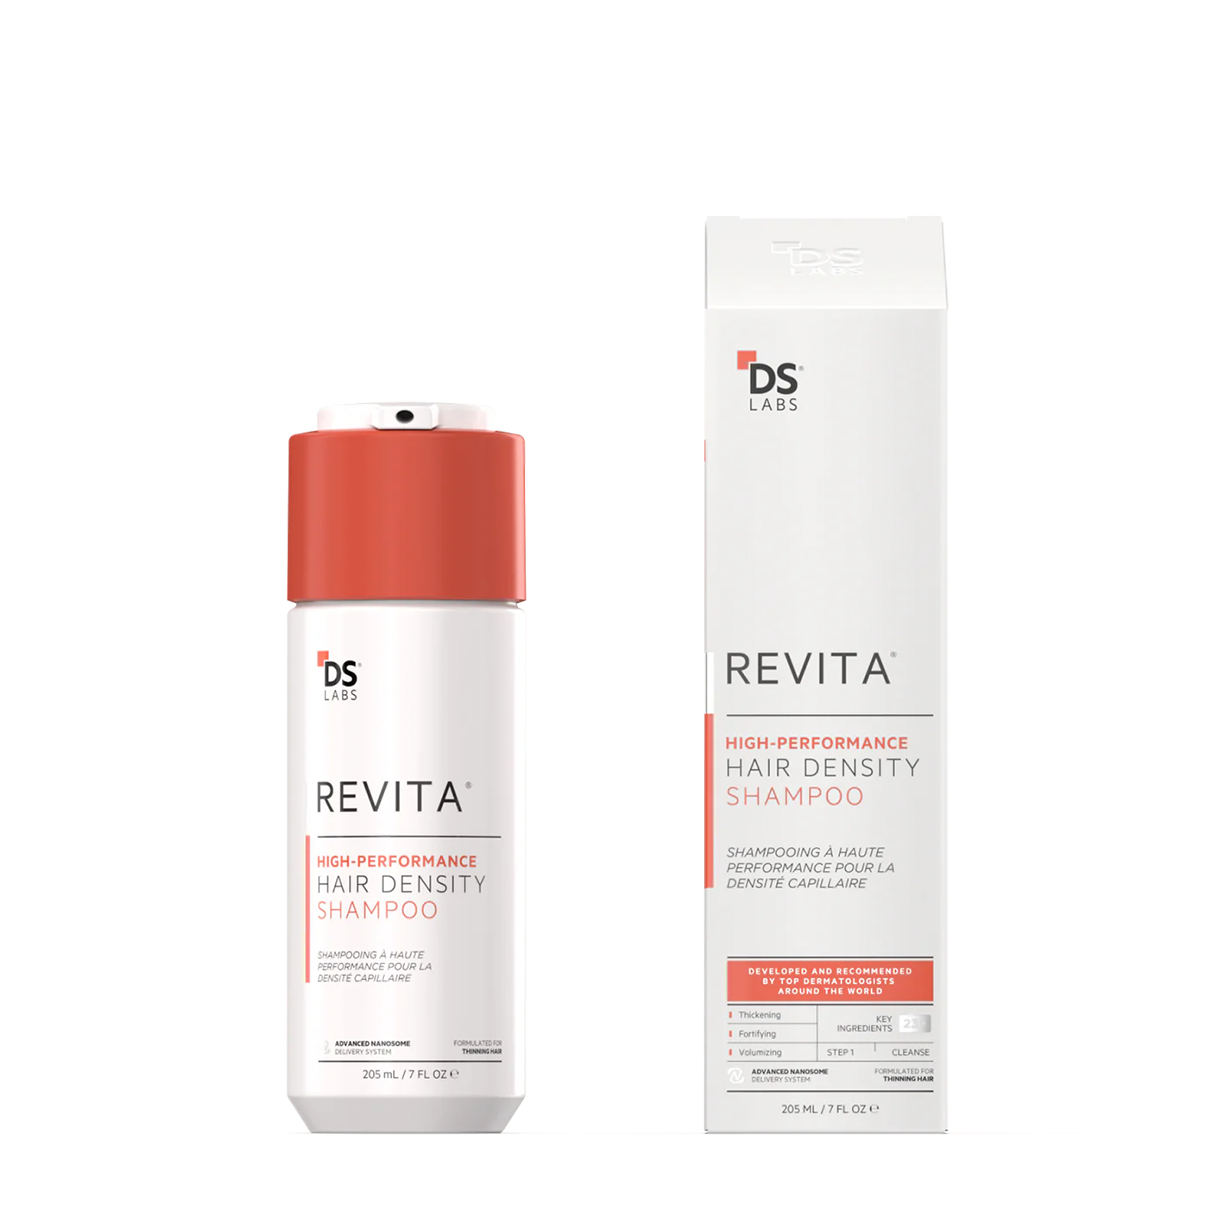 DS®
LABS
REVITA®
HIGH-PERFORMANCE
HAIR DENSITY
SHAMPOO
SHAMPOOING À HAUTE
PERFORMANCE POUR LA
DENSITÉ CAPILLAIRE
ADVANCED NANOSOME
DELIVERY SYSTEM
FORMULATED FOR
THINNING HAIR
205 mL / 7 FL OZ ℮
DS
LABS
DS®
LABS
REVITA®
HIGH-PERFORMANCE
HAIR DENSITY
SHAMPOO
SHAMPOOING À HAUTE
PERFORMANCE POUR LA
DENSITÉ CAPILLAIRE
DEVELOPED AND RECOMMENDED
BY TOP DERMATOLOGISTS
AROUND THE WORLD
Thickening
Fortifying
Volumizing
KEY
INGREDIENTS
STEP 1
CLEANSE
ADVANCED NANOSOME
DELIVERY SYSTEM
FORMULATED FOR
THINNING HAIR
205 ML / 7 FL OZ ℮